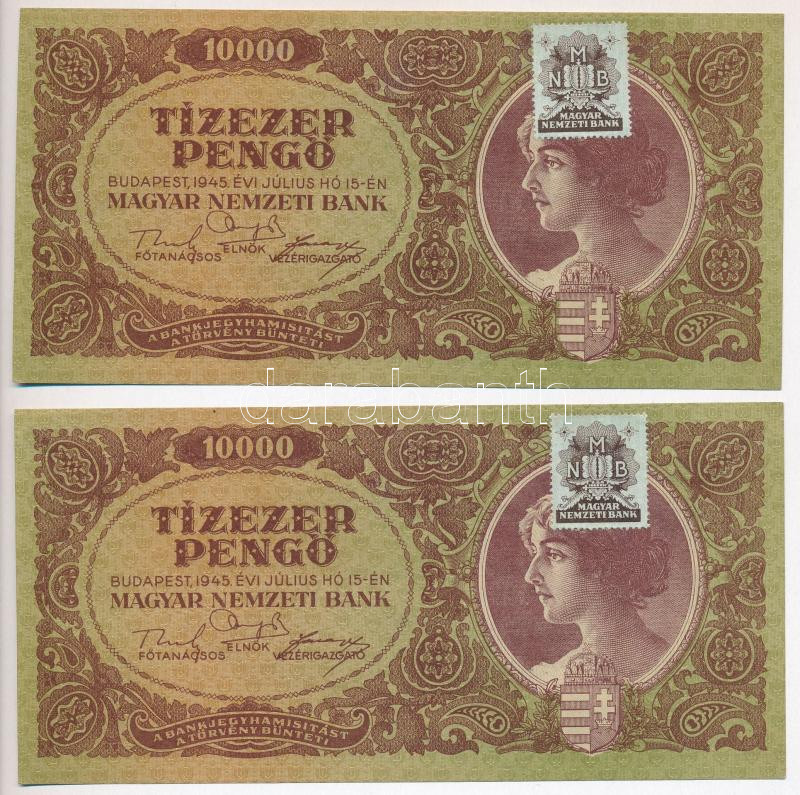 10000
M
N B
MAGYAR
NEMZETI BANK
TÍZEZER
PENGŐ
BUDAPEST, 1945. ÉVI JÚLIUS HÓ 15-ÉN
MAGYAR NEMZETI BANK
ELNÖK
FŐTANÁCSOS VEZÉRIGAZGATÓ
A BANKJEGYHAMISITÁST
A TÖRVÉNY BÜNTETI
darabanth
10000
M
N B
MAGYAR
NEMZETI BANK
TÍZEZER
PENGŐ
BUDAPEST, 1945. ÉVI JÚLIUS HÓ 15-ÉN
MAGYAR NEMZETI BANK
ELNÖK
FŐTANÁCSOS VEZÉRIGAZGATÓ
A BANKJEGYHAMISITÁST
A TÖRVÉNY BÜNTETI